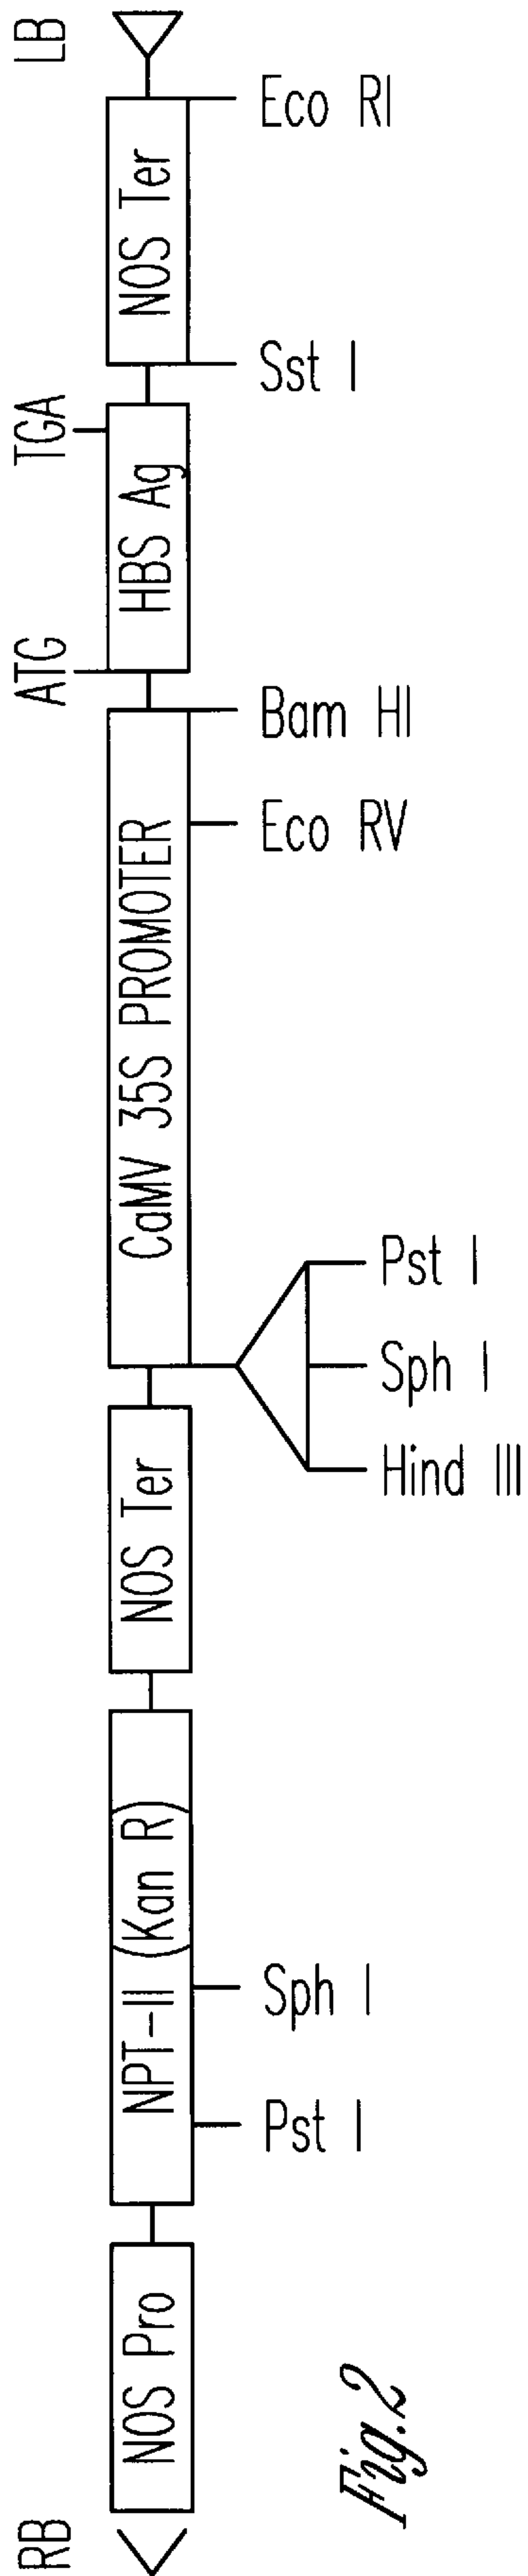 RB
NOS Pro
NPT-II (Kan R)
NOS Ter
CaMV 35S PROMOTER
ATG
HBS Ag
TGA
NOS Ter
LB
Pst I
Sph I
Hind III
Sph I
Pst I
Eco RV
Bam HI
Sst I
Eco RI
Fig.2